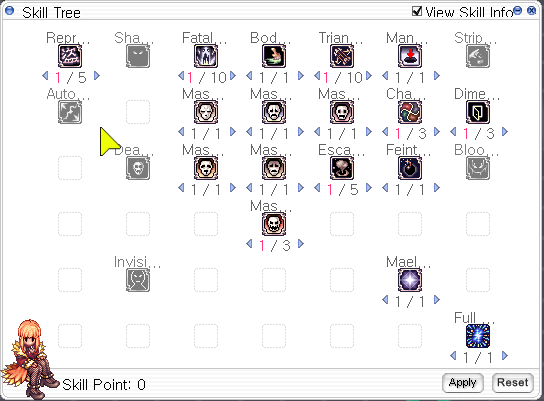 Skill Tree View Skill Info
Repr... Sha... Fatal... Bod... Trian... Man... Strip...
1 / 5 1 / 10 1 / 1 1 / 10 1 / 1
Auto... Mas... Mas... Mas... Cha... Dime...
1 / 1 1 / 1 1 / 1 1 / 3 1 / 3
Dea... Mas... Mas... Esca... Feint... Bloo...
1 / 1 1 / 1 1 / 5 1 / 1
Mas...
1 / 3
Invisi... Mael...
1 / 1
Full ...
1 / 1
Skill Point: 0 Apply Reset